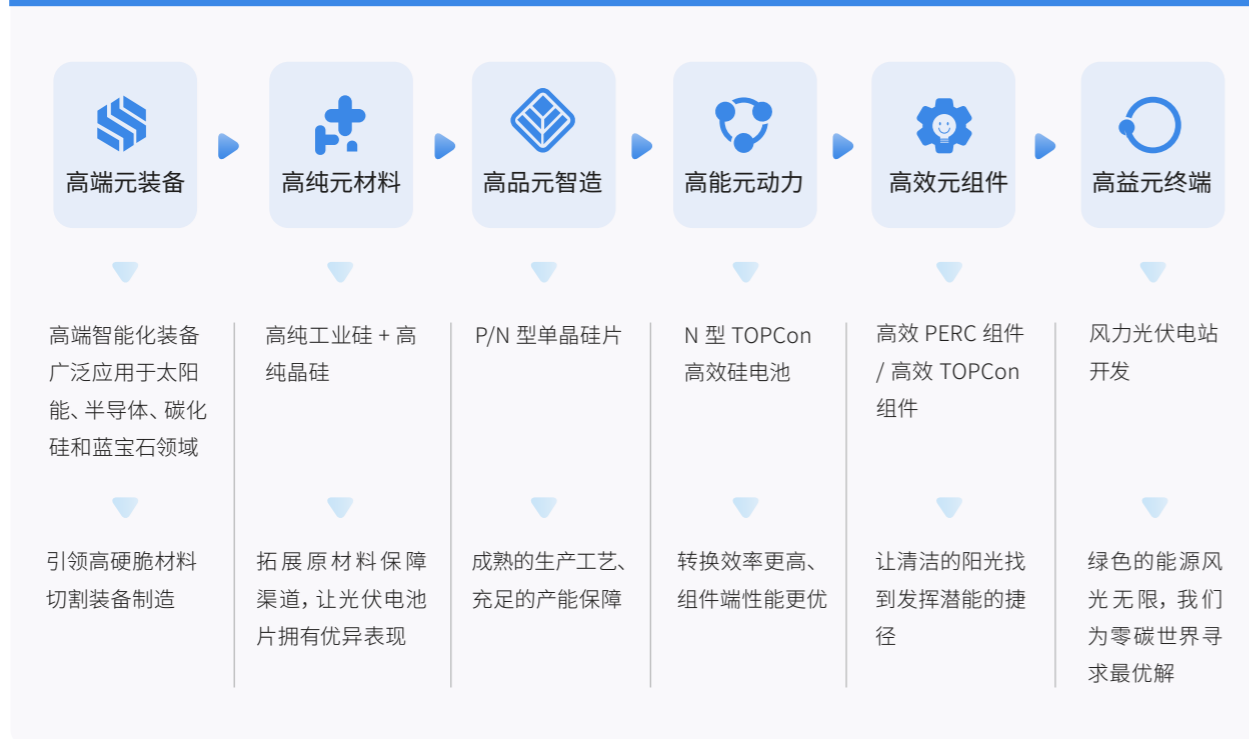 高端元装备
高纯元材料
高品元智造
高能元动力
高效元组件
高益元终端
高端智能化装备
广泛应用于太阳
能、半导体、碳化
硅和蓝宝石领域
高纯工业硅 + 高
纯晶硅
P/N 型单晶硅片
N 型 TOPCon
高效硅电池
高效 PERC 组件
/ 高效 TOPCon
组件
风力光伏电站
开发
引领高硬脆材料
切割装备制造
拓展原材料保障
渠道，让光伏电池
片拥有优异表现
成熟的生产工艺、
充足的产能保障
转换效率更高、
组件端性能更优
让清洁的阳光找
到发挥潜能的捷
径
绿色的能源风
光无限，我们
为零碳世界寻
求最优解